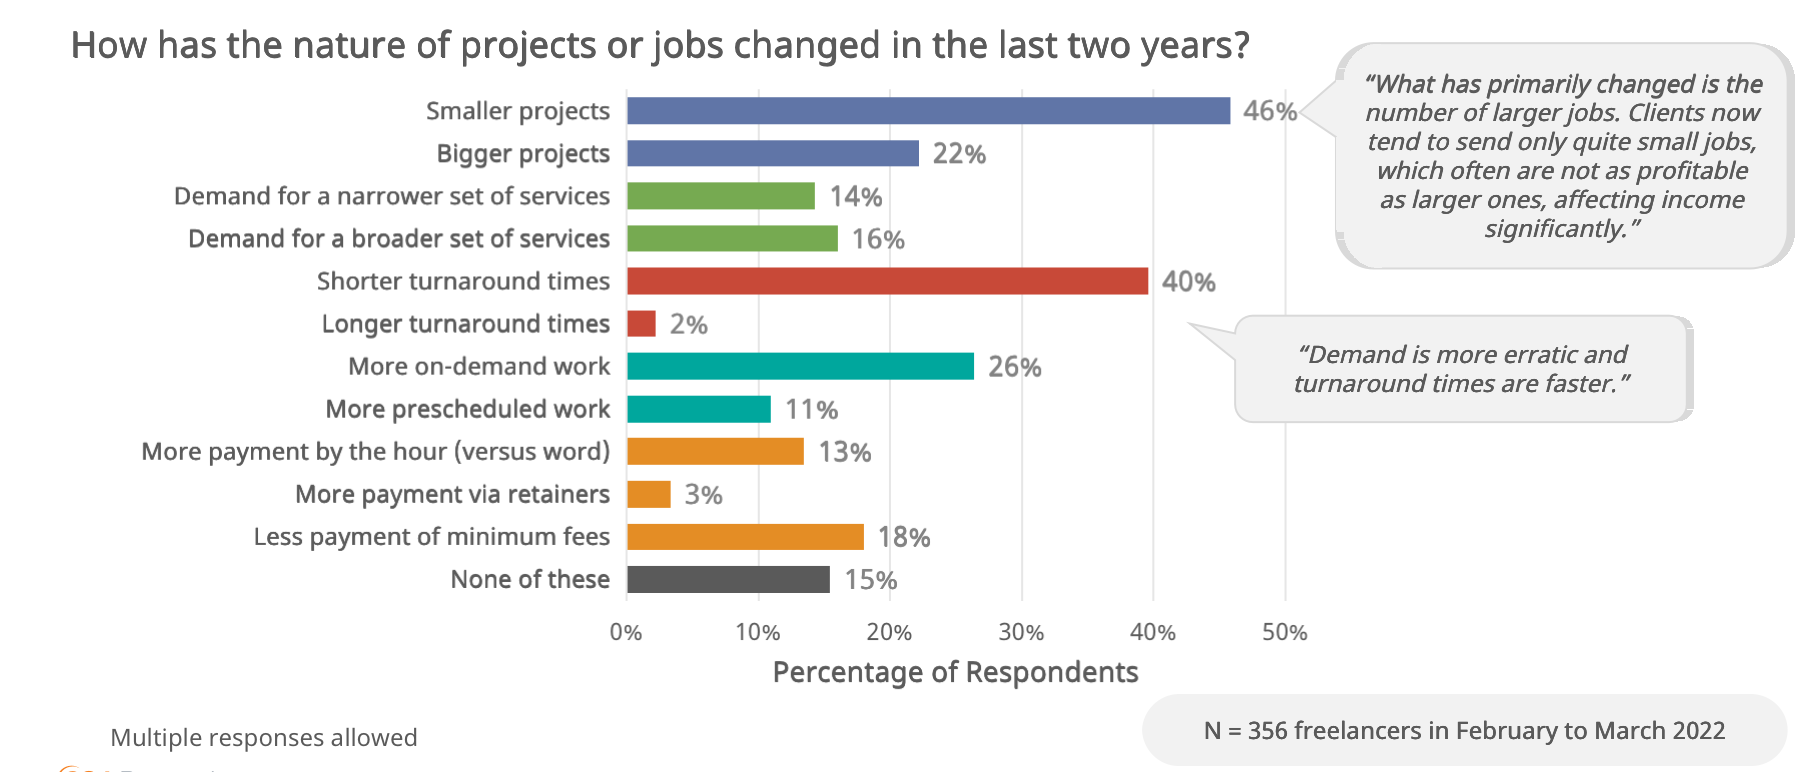 How has the nature of projects or jobs changed in the last two years?
“What has primarily changed is the
number of larger jobs. Clients now
tend to send only quite small jobs,
which often are not as profitable
as larger ones, affecting income
significantly.”
Smaller projects 46%
Bigger projects 22%
Demand for a narrower set of services 14%
Demand for a broader set of services 16%
Shorter turnaround times 40%
Longer turnaround times 2%
“Demand is more erratic and
turnaround times are faster.”
More on-demand work 26%
More prescheduled work 11%
More payment by the hour (versus word) 13%
More payment via retainers 3%
Less payment of minimum fees 18%
None of these 15%
0% 10% 20% 30% 40% 50%
Percentage of Respondents
N = 356 freelancers in February to March 2022
Multiple responses allowed